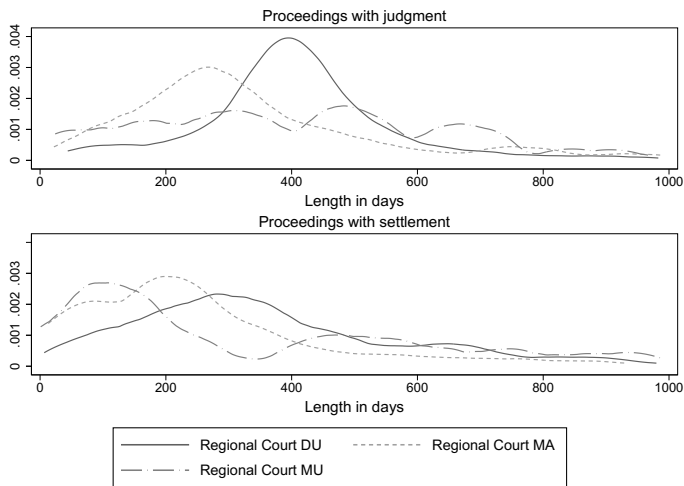 Proceedings with judgment
.004
.003
.002
.001
0
0 200 400 600 800 1000
Length in days
Proceedings with settlement
.003
.002
.001
0
0 200 400 600 800 1000
Length in days
Regional Court DU Regional Court MA
Regional Court MU